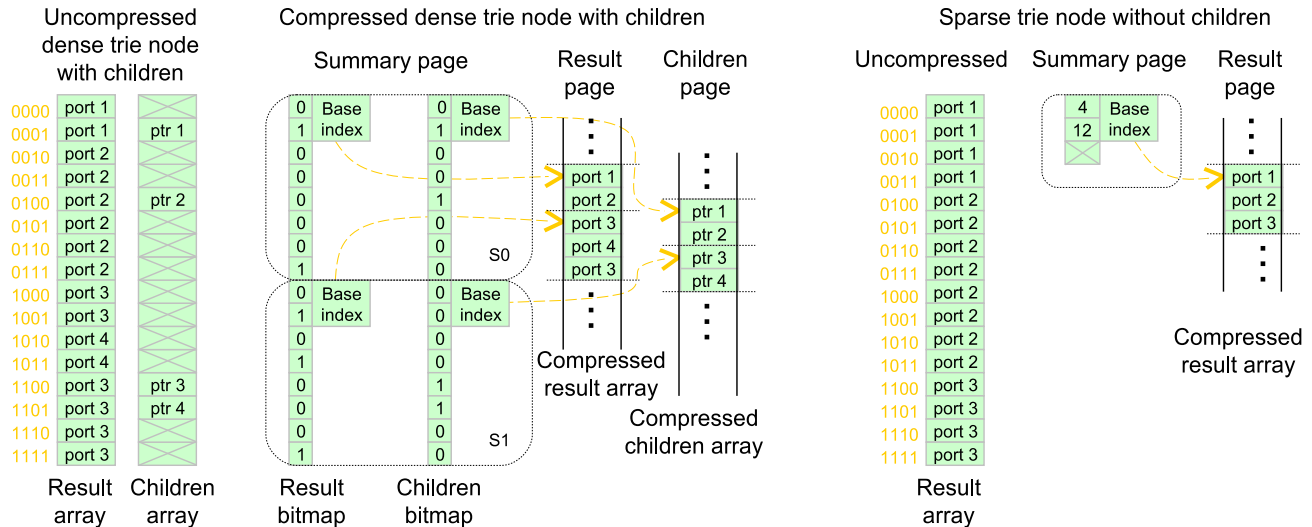 Uncompressed
dense trie node
with children
0000 port 1
0001 port 1 ptr 1
0010 port 2
0011 port 2
0100 port 2 ptr 2
0101 port 2
0110 port 2
0111 port 2
1000 port 3
1001 port 3
1010 port 4
1011 port 4
1100 port 3 ptr 3
1101 port 3 ptr 4
1110 port 3
1111 port 3
Result
array
Children
array
Compressed dense trie node with children
Summary page
0 Base
1 index
0
0
0
0
0
1
0 Base
1 index
0
0
1
0
0
0
S0
0 Base
1 index
0
1
0
0
0
1
0 Base
0 index
0
0
1
1
0
0
S1
Result
bitmap
Children
bitmap
Result
page
port 1
port 2
port 3
port 4
port 3
Compressed
result array
Children
page
ptr 1
ptr 2
ptr 3
ptr 4
Compressed
children array
Sparse trie node without children
Uncompressed
0000 port 1
0001 port 1
0010 port 1
0011 port 1
0100 port 2
0101 port 2
0110 port 2
0111 port 2
1000 port 2
1001 port 2
1010 port 2
1011 port 2
1100 port 3
1101 port 3
1110 port 3
1111 port 3
Result
array
Summary page
4 Base
12 index
Result
page
port 1
port 2
port 3
Compressed
result array